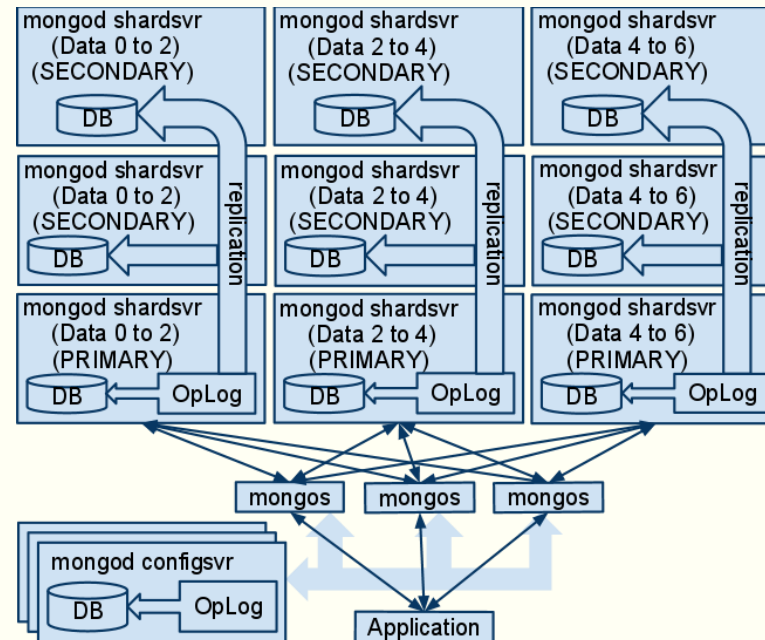 mongod shardsvr
(Data 0 to 2)
(SECONDARY)
DB
mongod shardsvr
(Data 2 to 4)
(SECONDARY)
DB
mongod shardsvr
(Data 4 to 6)
(SECONDARY)
DB
mongod shardsvr
(Data 0 to 2)
(SECONDARY)
DB
replication
mongod shardsvr
(Data 2 to 4)
(SECONDARY)
DB
replication
mongod shardsvr
(Data 4 to 6)
(SECONDARY)
DB
replication
mongod shardsvr
(Data 0 to 2)
(PRIMARY)
DB
OpLog
mongod shardsvr
(Data 2 to 4)
(PRIMARY)
DB
OpLog
mongod shardsvr
(Data 4 to 6)
(PRIMARY)
DB
OpLog
mongos
mongos
mongos
mongod configsvr
DB
OpLog
Application